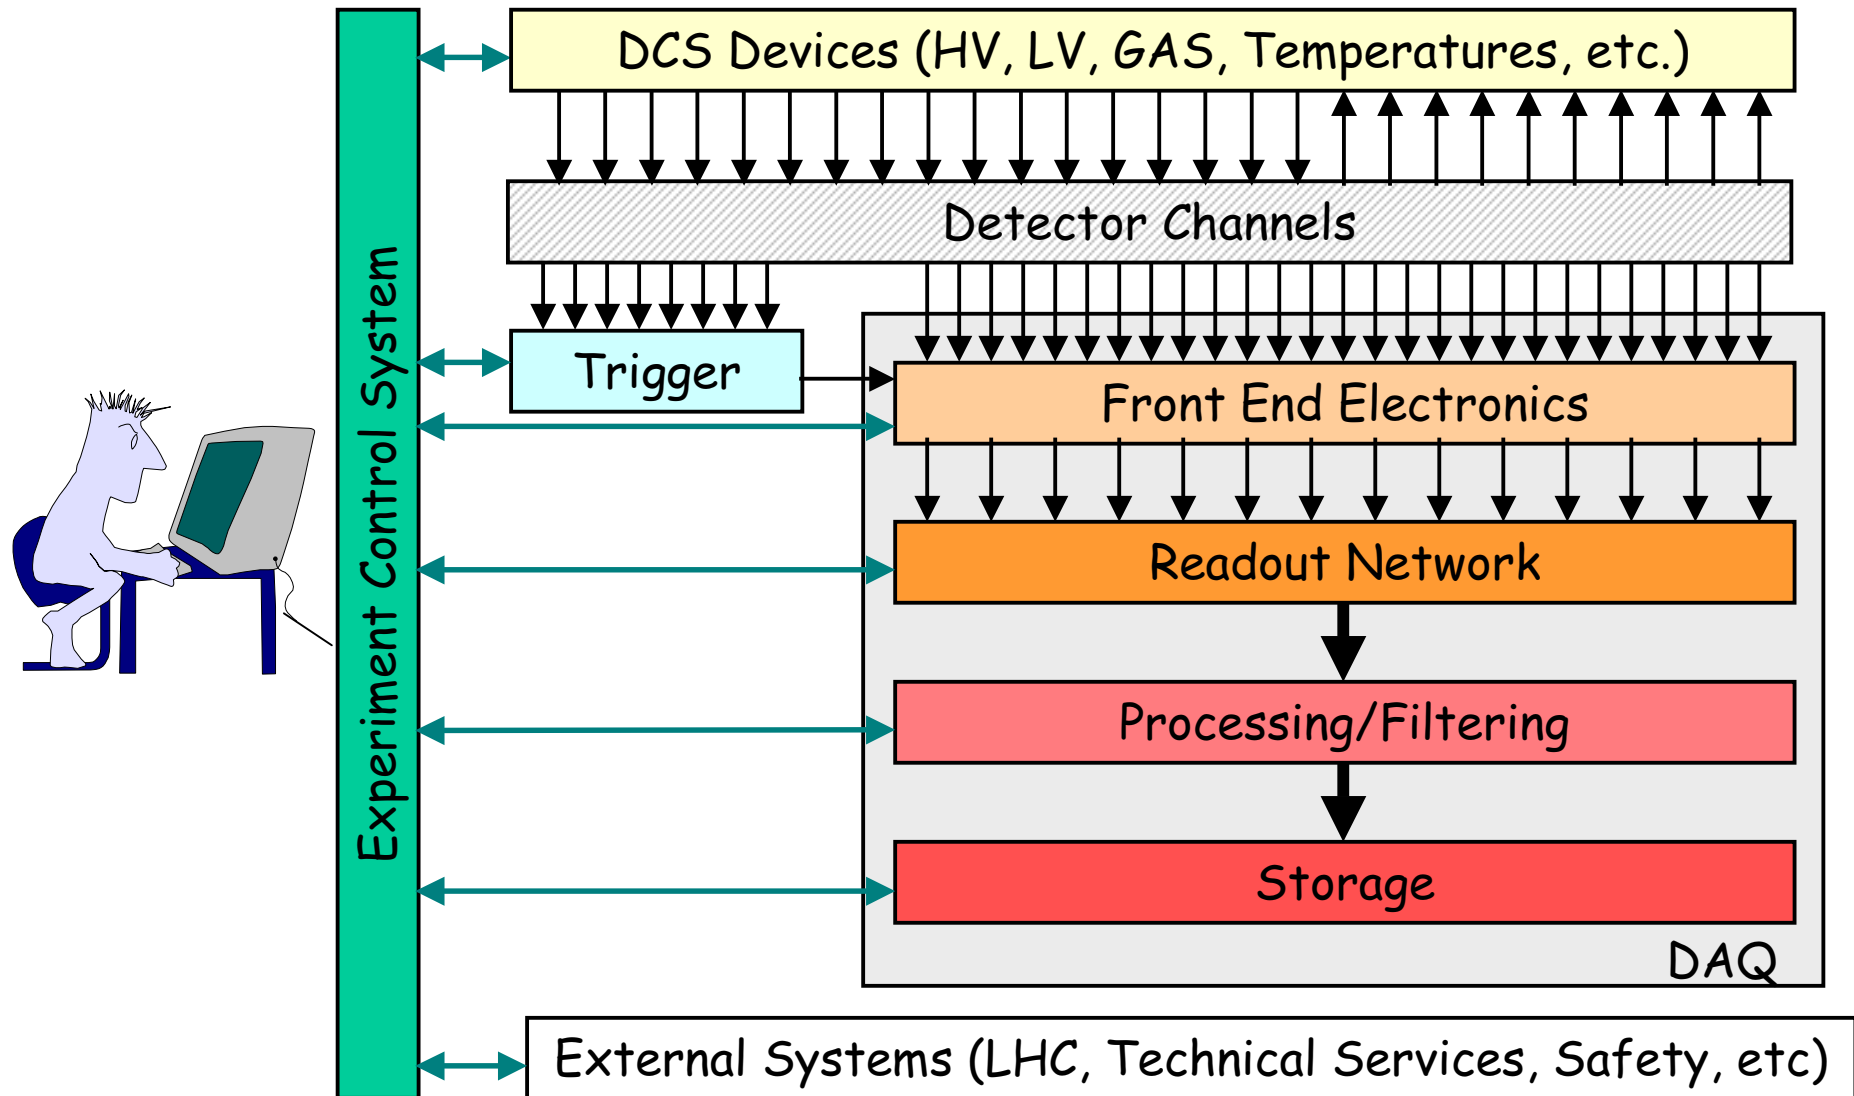 DCS Devices (HV, LV, GAS, Temperatures, etc.)
Detector Channels
Experiment Control System
Trigger
Front End Electronics
Readout Network
Processing/Filtering
Storage
DAQ
External Systems (LHC, Technical Services, Safety, etc)